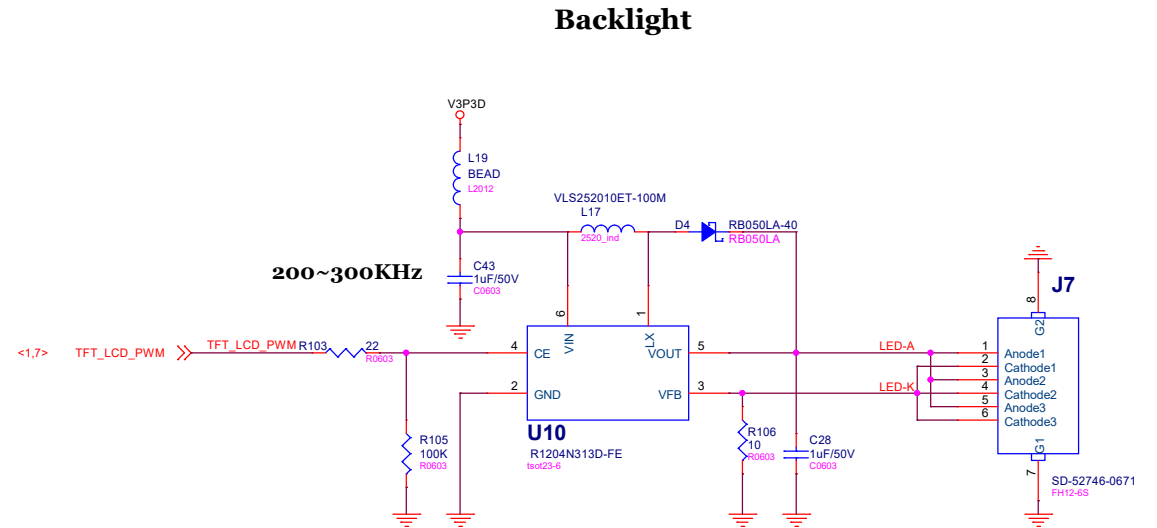 Backlight
V3P3D
L19
BEAD
L2012
VLS252010ET-100M
L17
2520_ind
D4
RB050LA-40
RB050LA
200~300KHz
C43
1uF/50V
C0603
J7
8
G2
6
VIN
1
LX
<1,7>
TFT_LCD_PWM
TFT_LCD_PWM
R103
22
R0603
4
CE
VOUT
5
LED-A
2
GND
VFB
3
LED-K
1
Anode1
2
Cathode1
3
Anode2
4
Cathode2
5
Anode3
6
Cathode3
G1
7
R105
100K
R0603
U10
R1204N313D-FE
tsot23-6
R106
10
R0603
C28
1uF/50V
C0603
SD-52746-0671
FH12-6S